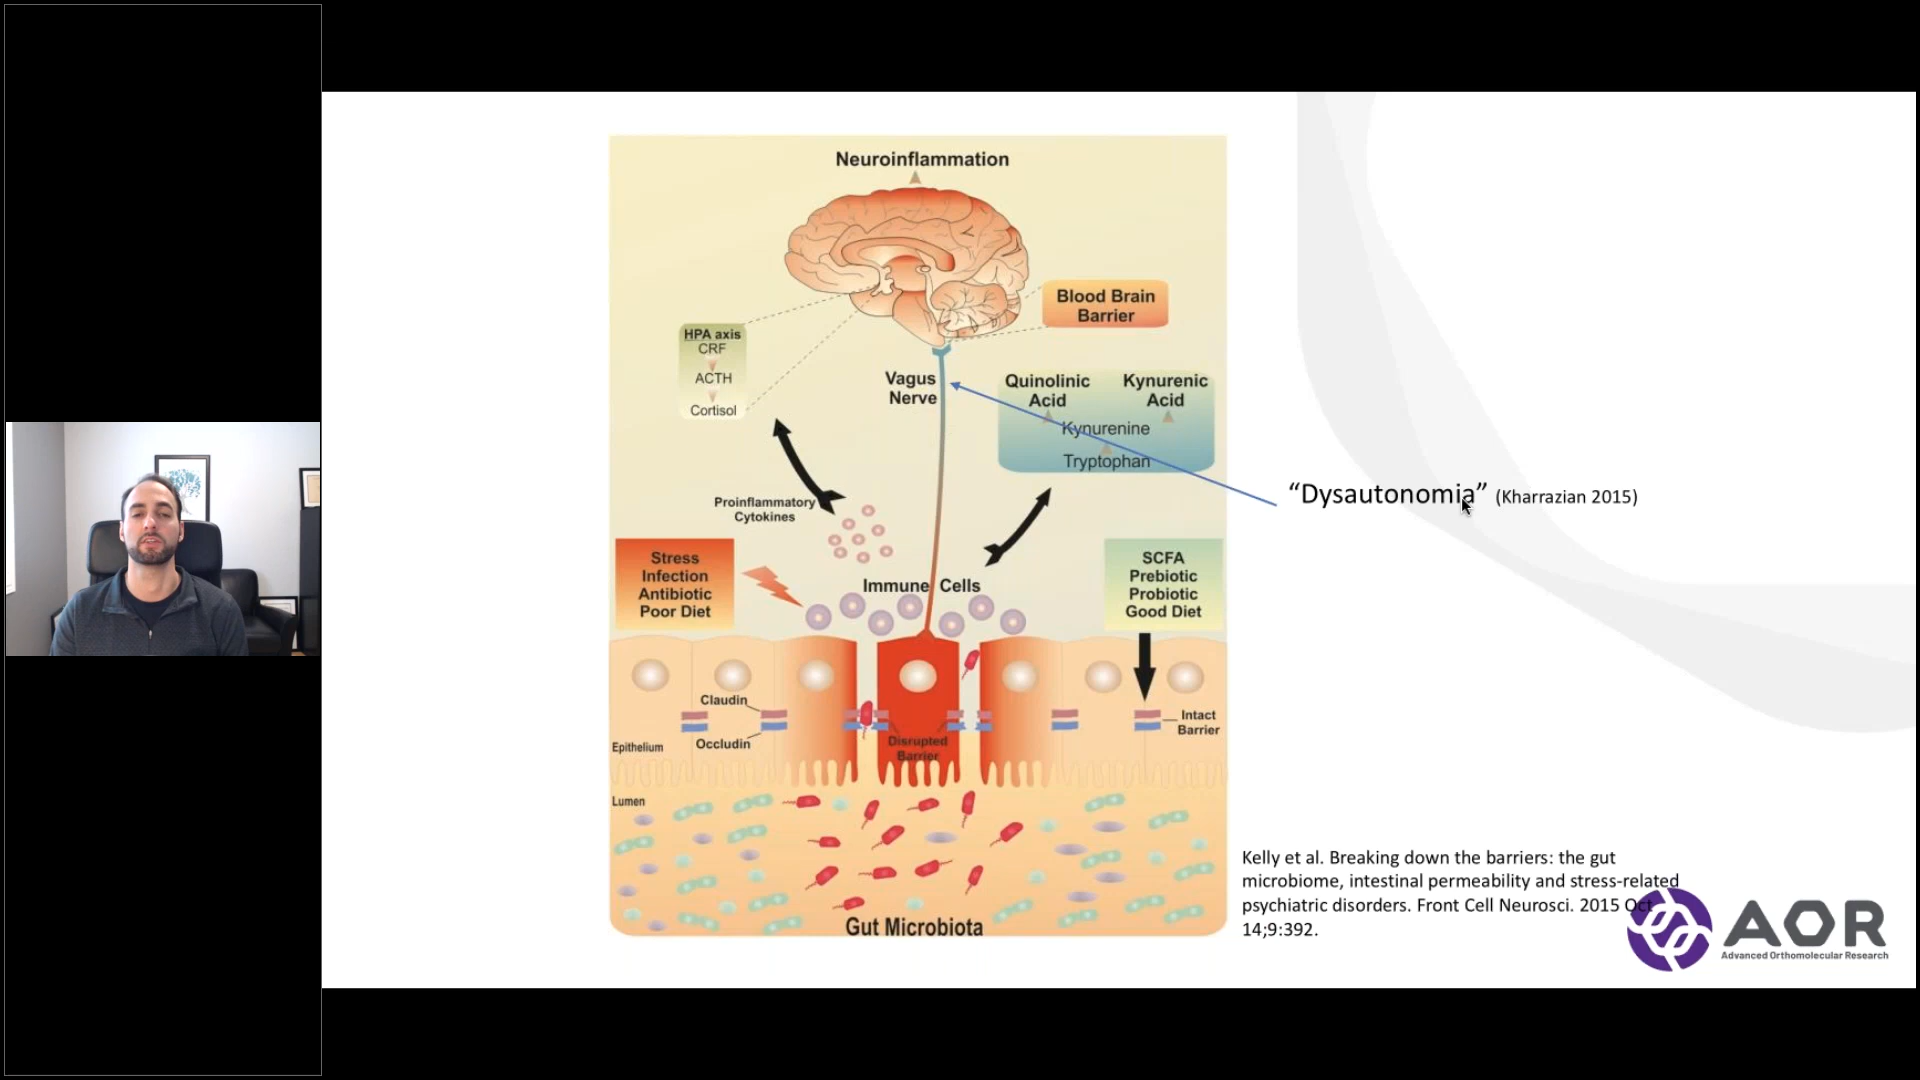 Neuroinflammation
Blood Brain
Barrier
HPA axis
CRF
ACTH
Cortisol
Vagus
Nerve
Quinolinic
Acid
Kynurenic
Acid
Kynurenine
Tryptophan
“Dysautonomia” (Kharrazian 2015)
Proinflammatory
Cytokines
Stress
Infection
Antibiotic
Poor Diet
Immune Cells
SCFA
Prebiotic
Probiotic
Good Diet
Claudin
Occludin
Epithelium
Disrupted
Barrier
Intact
Barrier
Lumen
Gut Microbiota
Kelly et al. Breaking down the barriers: the gut
microbiome, intestinal permeability and stress-related
psychiatric disorders. Front Cell Neurosci. 2015 Oct
14;9:392.
AOR
Advanced Orthomolecular Research